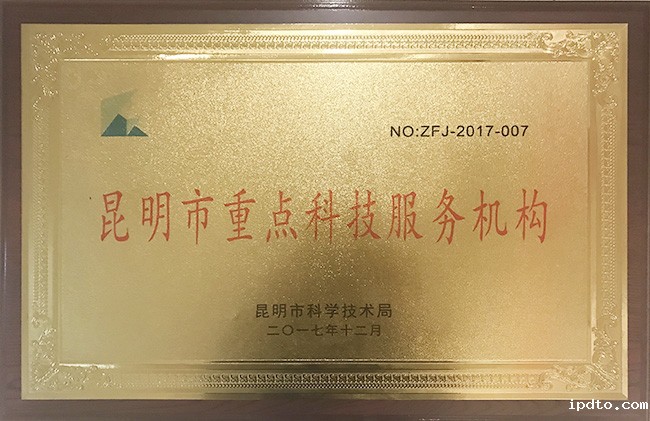 NO:ZFJ-2017-007
昆明市重点科技服务机构
昆明市科学技术局
二〇一七年十二月
ipdto.com